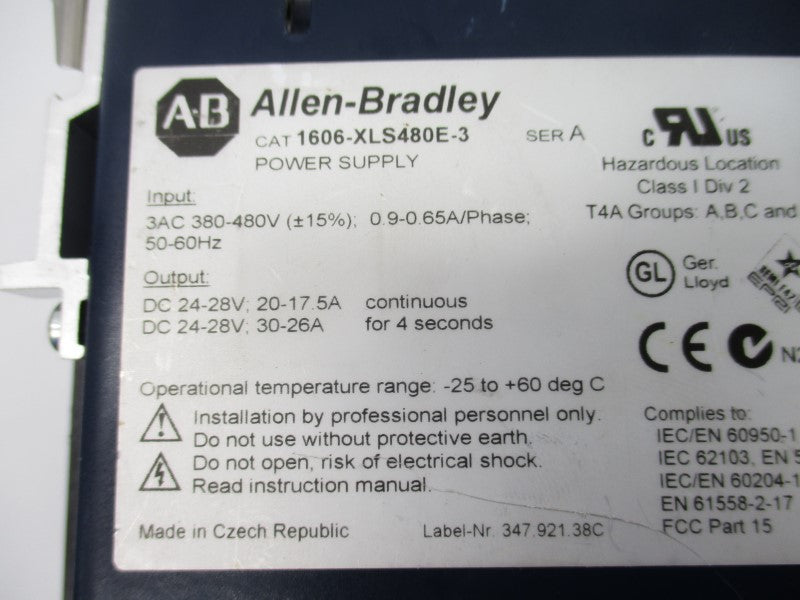 A·B Allen-Bradley
CAT 1606-XLS480E-3 SER A
POWER SUPPLY
c RU US
Hazardous Location
Class I Div 2
T4A Groups: A,B,C and
Input:
3AC 380-480V (±15%); 0.9-0.65A/Phase;
50-60Hz
GL Ger.
Lloyd
SEMI F47
EPRI
Output:
DC 24-28V; 20-17.5A continuous
DC 24-28V; 30-26A for 4 seconds
CE
Operational temperature range: -25 to +60 deg C
Installation by professional personnel only.
Do not use without protective earth.
Do not open, risk of electrical shock.
Read instruction manual.
Complies to:
IEC/EN 60950-1
IEC 62103, EN
IEC/EN 60204-1
EN 61558-2-17
FCC Part 15
Made in Czech Republic Label-Nr. 347.921.38C